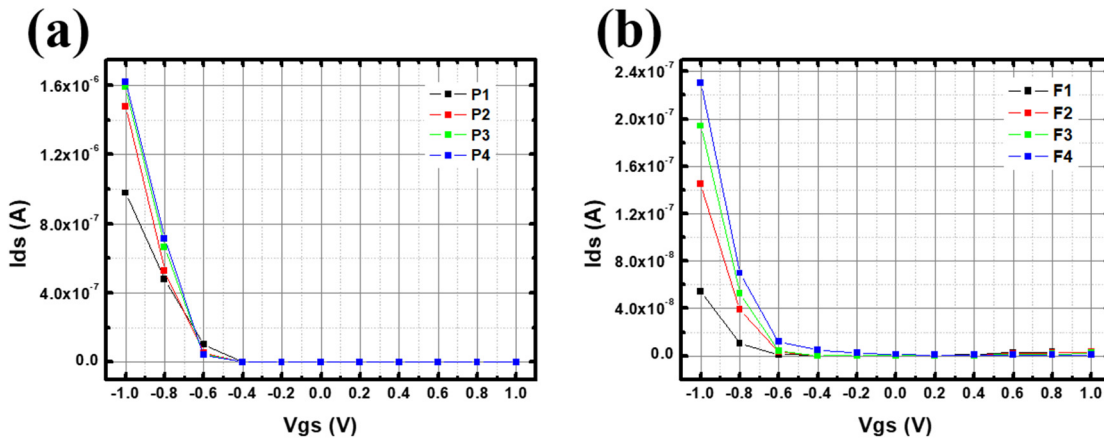 (a)
Ids (A)
1.6x10-6
1.2x10-6
8.0x10-7
4.0x10-7
0.0
P1
P2
P3
P4
-1.0 -0.8 -0.6 -0.4 -0.2 0.0 0.2 0.4 0.6 0.8 1.0
Vgs (V)
(b)
Ids (A)
2.4x10-7
2.0x10-7
1.6x10-7
1.2x10-7
8.0x10-8
4.0x10-8
0.0
F1
F2
F3
F4
-1.0 -0.8 -0.6 -0.4 -0.2 0.0 0.2 0.4 0.6 0.8 1.0
Vgs (V)